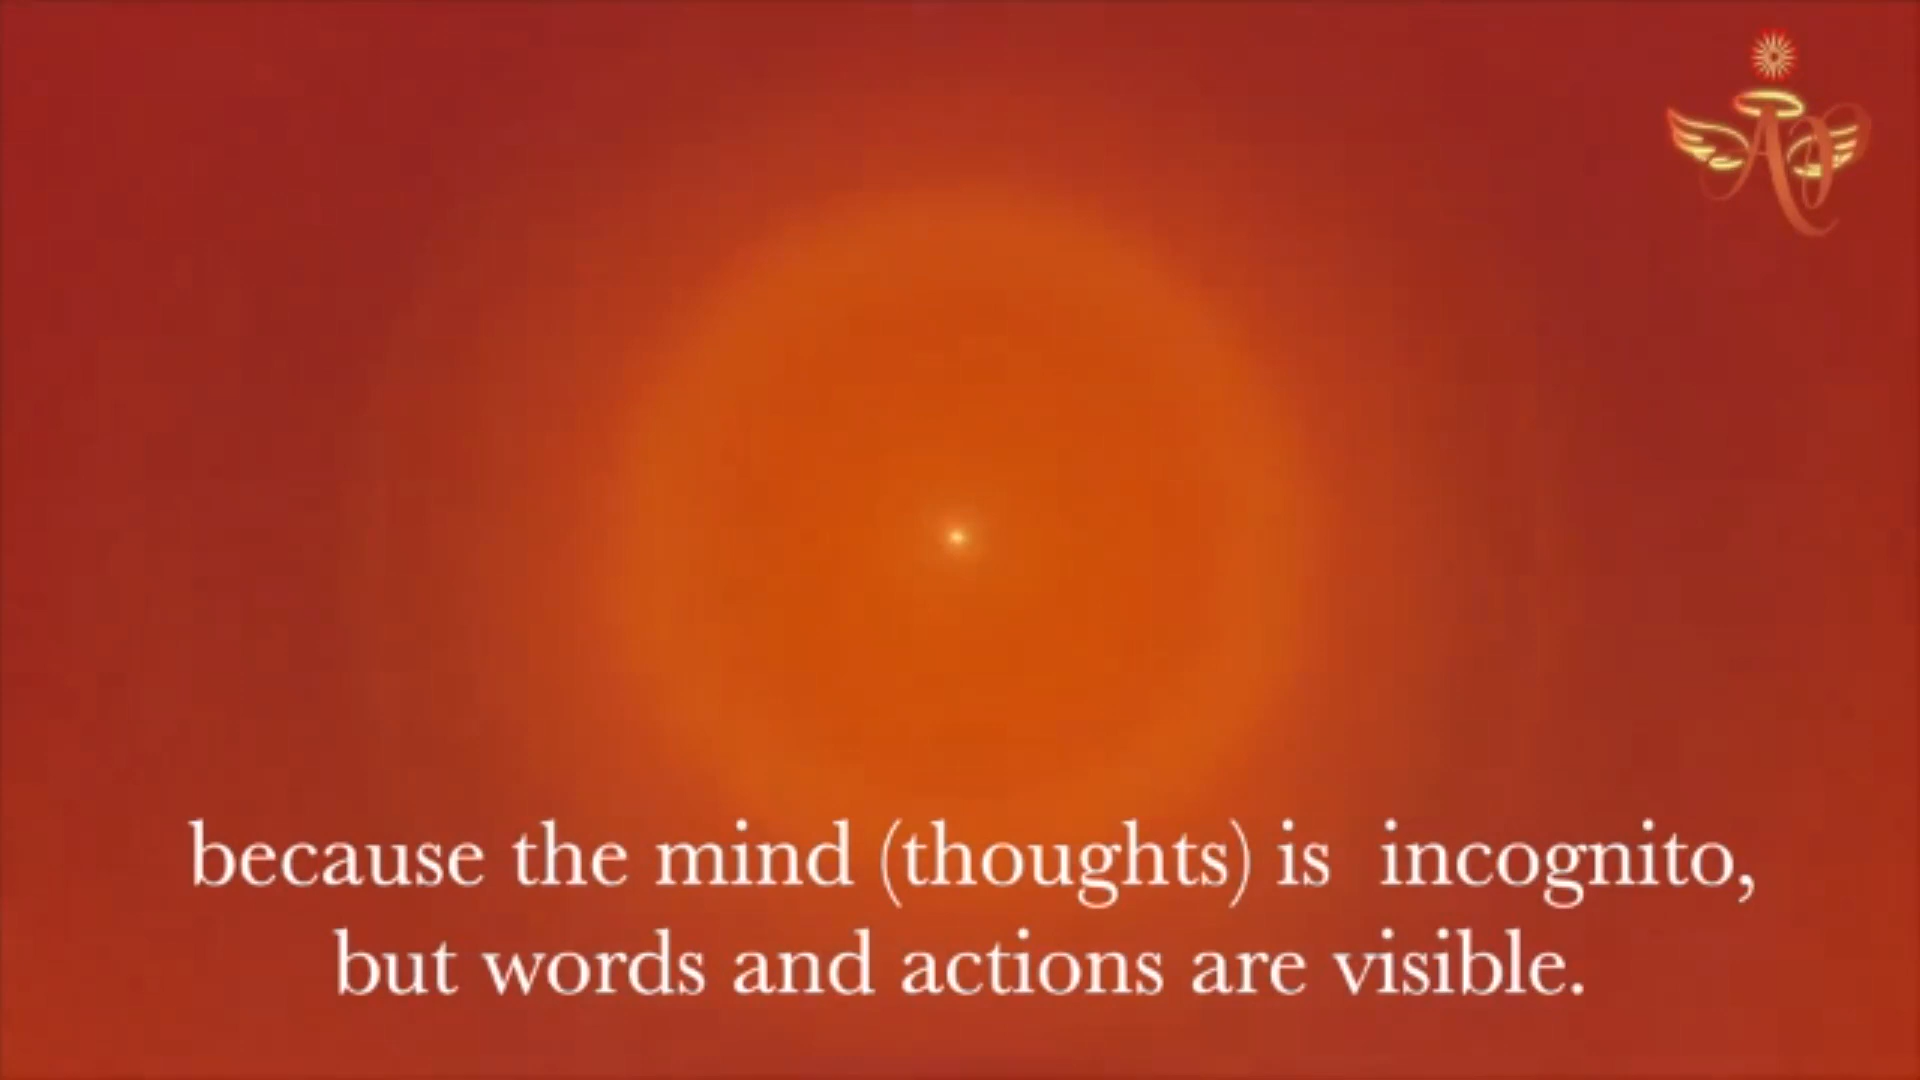 because the mind (thoughts) is  incognito,
but words and actions are visible.